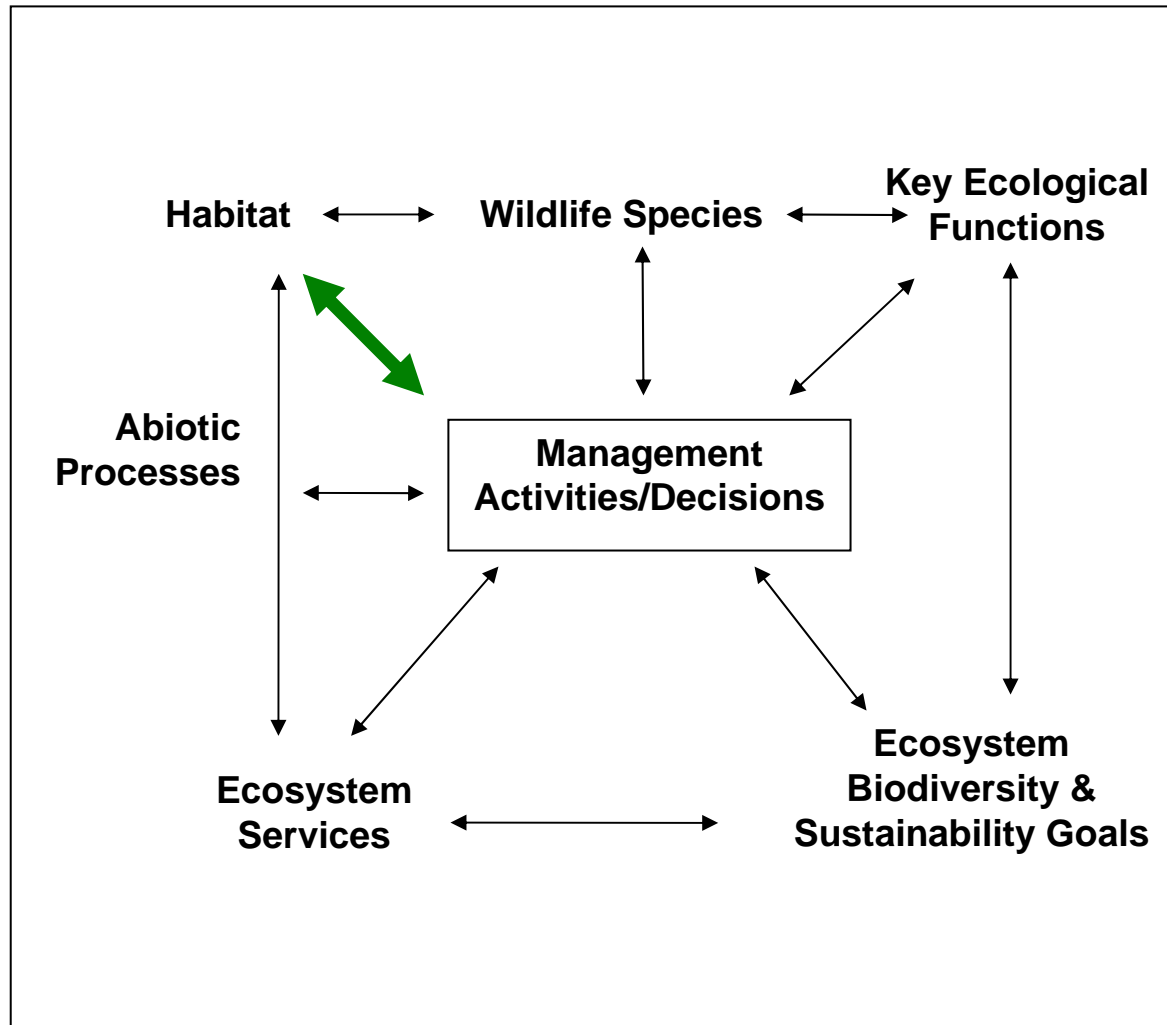 Habitat
Wildlife Species
Key Ecological
Functions
Abiotic
Processes
Management
Activities/Decisions
Ecosystem
Services
Ecosystem
Biodiversity &
Sustainability Goals